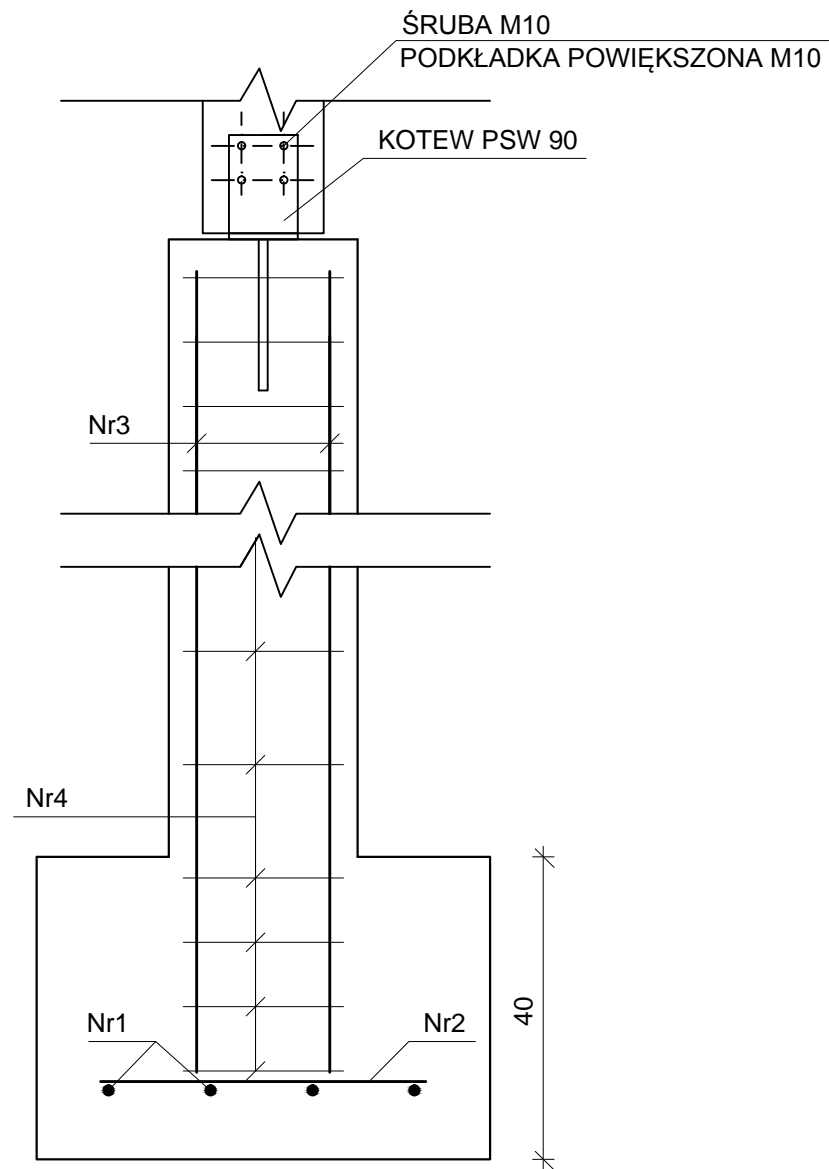 ŚRUBA M10
PODKŁADKA POWIĘKSZONA M10
KOTEW PSW 90
Nr3
Nr4
Nr1
Nr2
40